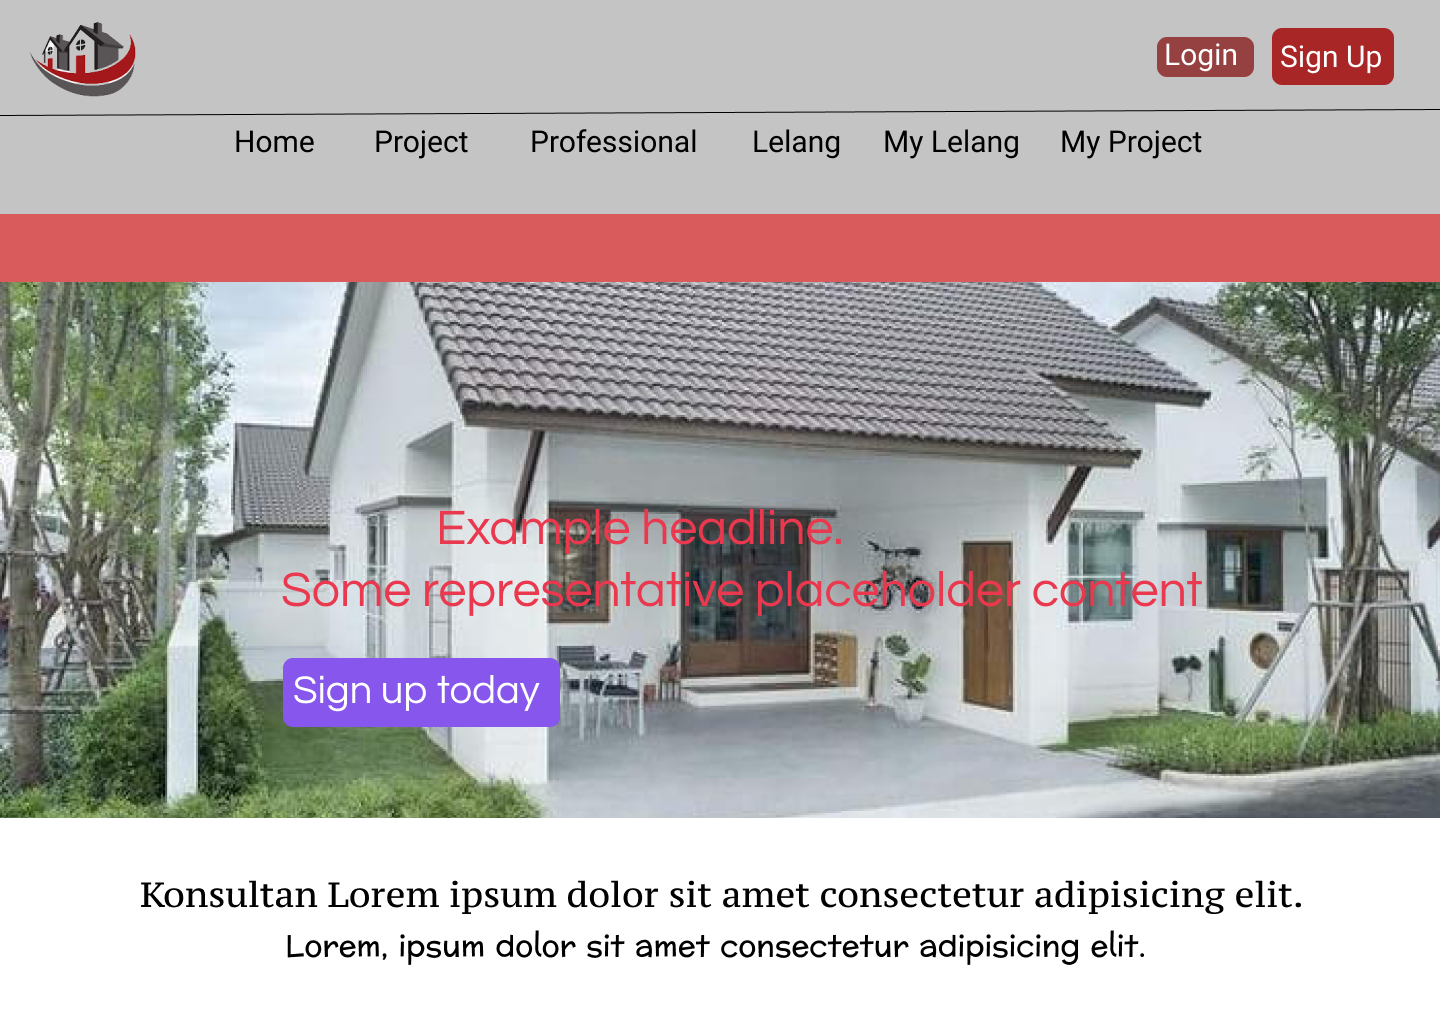 Login Sign Up
Home Project Professional Lelang My Lelang My Project
Example headline.
Some representative placeholder content
Sign up today
Konsultan Lorem ipsum dolor sit amet consectetur adipisicing elit.
Lorem, ipsum dolor sit amet consectetur adipisicing elit.